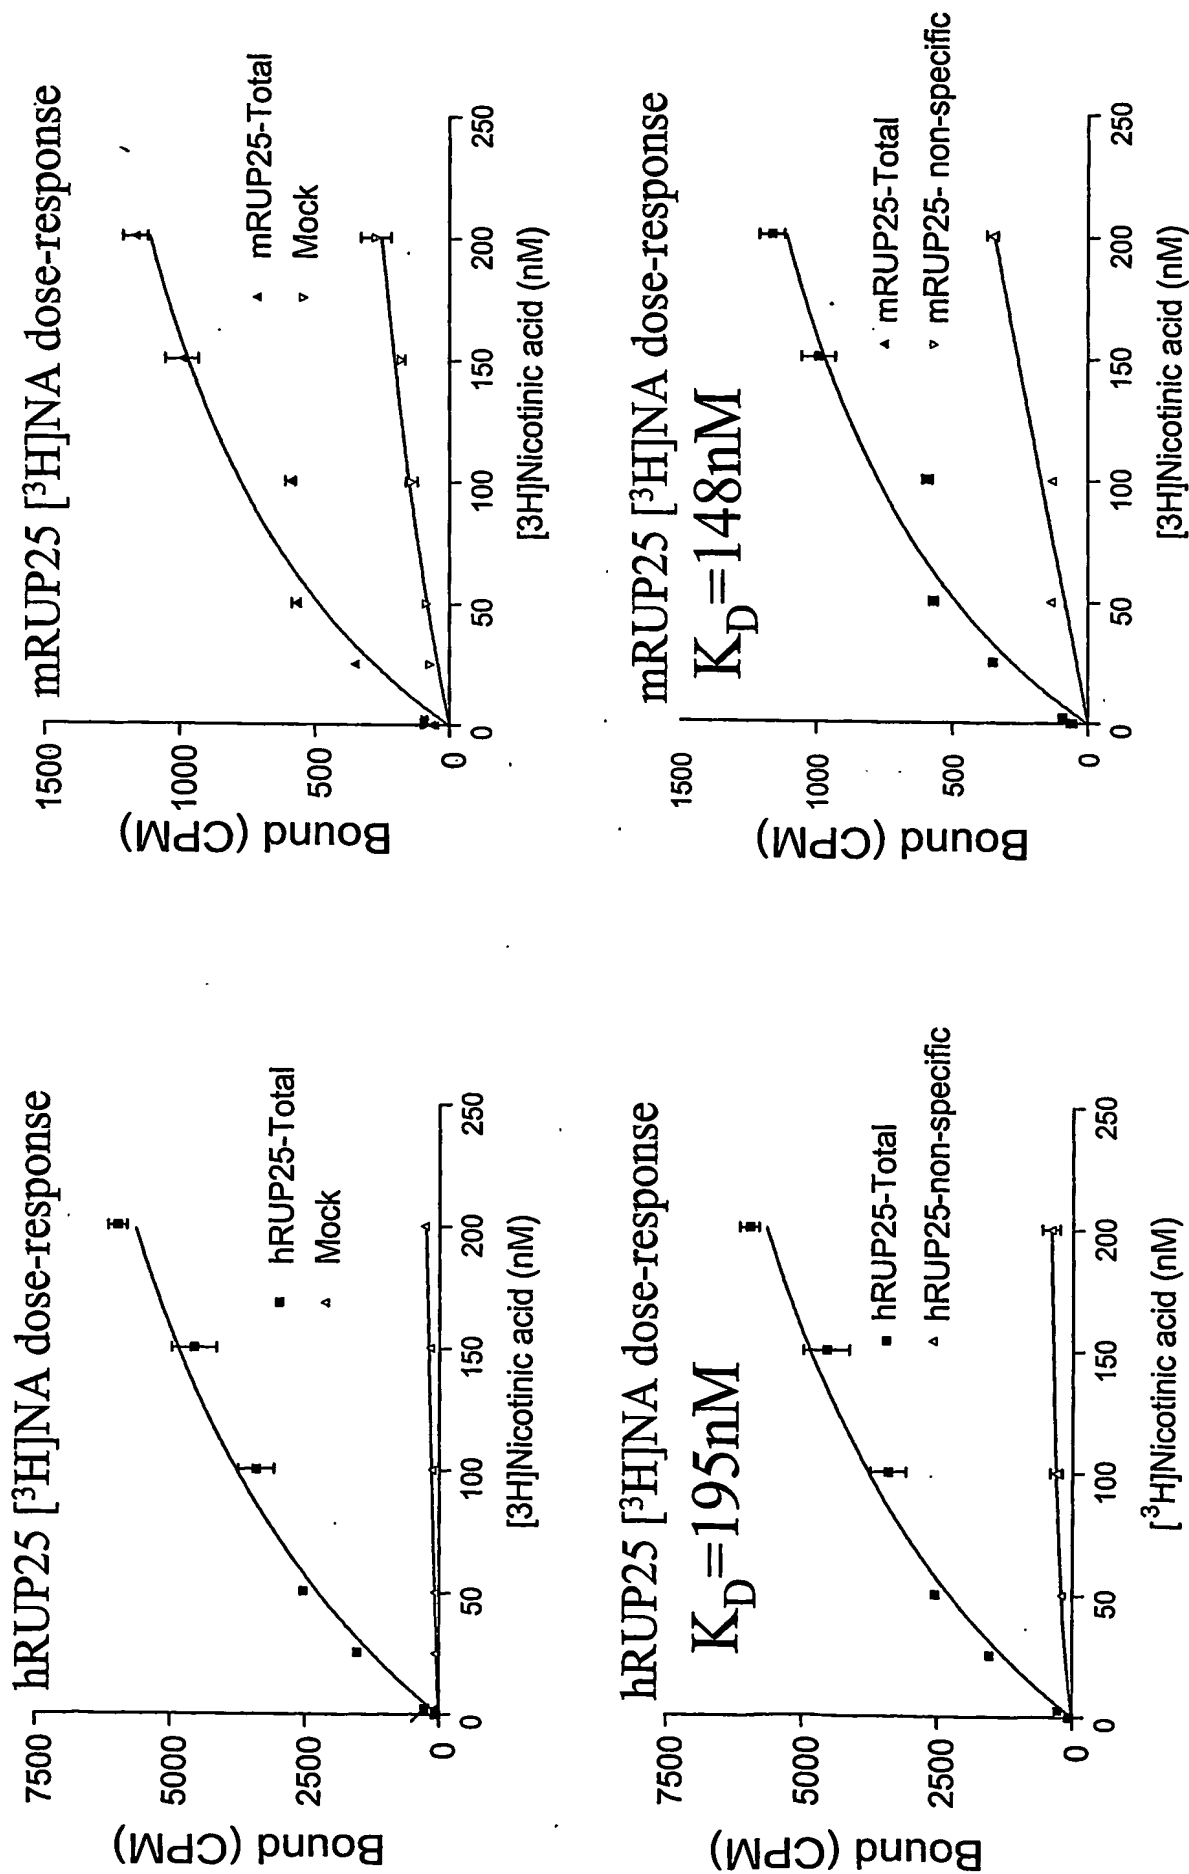 hRUP25 [³H]NA dose-response
Bound (CPM)
7500
5000
2500
0
0 50 100 150 200 250
[3H]Nicotinic acid (nM)
hRUP25-Total
Mock
mRUP25 [³H]NA dose-response
Bound (CPM)
1500
1000
500
0
0 50 100 150 200 250
[3H]Nicotinic acid (nM)
mRUP25-Total
Mock
hRUP25 [³H]NA dose-response
K_D=195nM
Bound (CPM)
7500
5000
2500
0
0 50 100 150 200 250
[³H]Nicotinic acid (nM)
hRUP25-Total
hRUP25-non-specific
mRUP25 [³H]NA dose-response
K_D=148nM
Bound (CPM)
1500
1000
500
0
0 50 100 150 200 250
[3H]Nicotinic acid (nM)
mRUP25-Total
mRUP25- non-specific